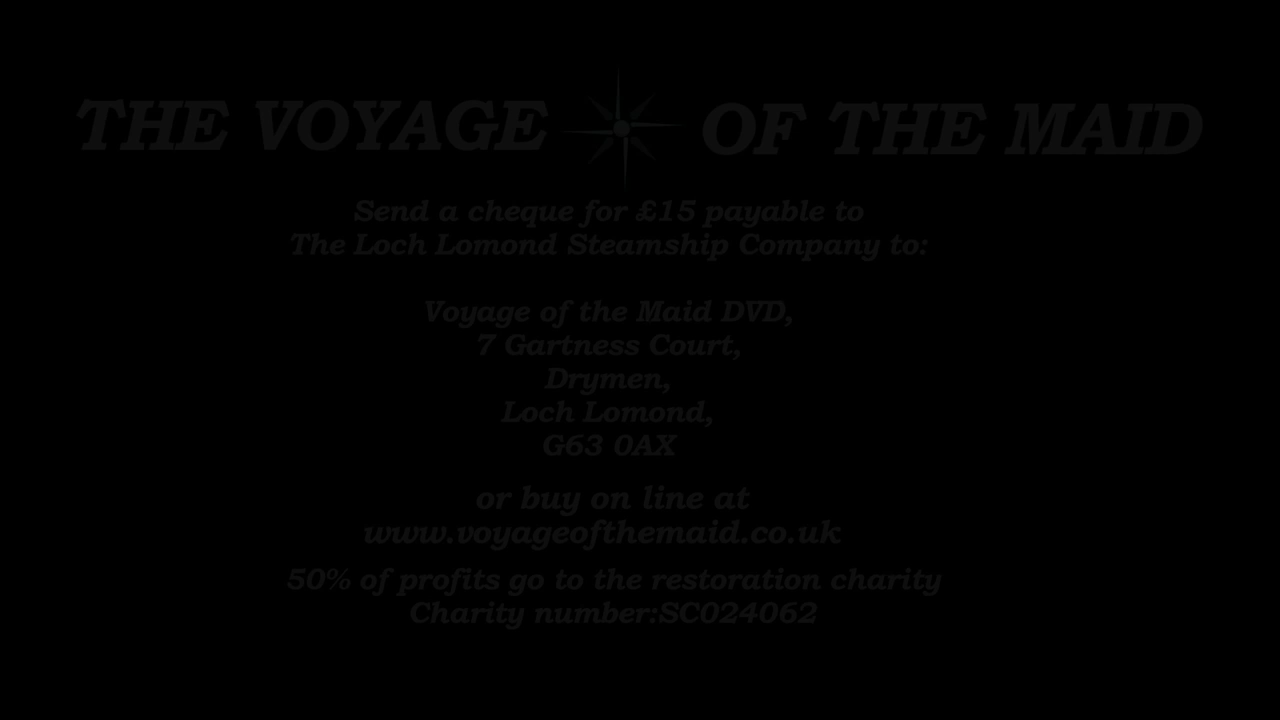 THE VOYAGE OF THE MAID
Send a cheque for £15 payable to
The Loch Lomond Steamship Company to:
Voyage of the Maid DVD,
7 Gartness Court,
Drymen,
Loch Lomond,
G63 0AX
or buy on line at
www.voyageofthemaid.co.uk
50% of profits go to the restoration charity
Charity number:SC024062